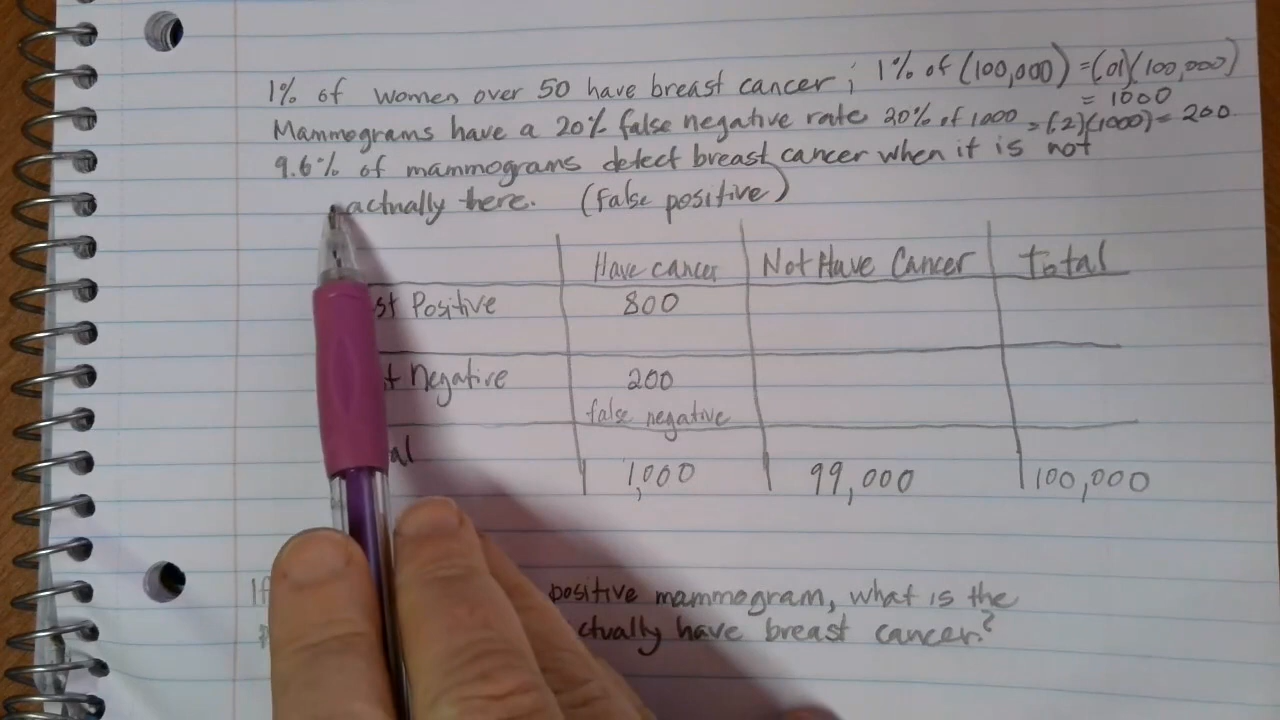 1% of women over 50 have breast cancer; 1% of (100,000) = (.01)(100,000)
= 1000
Mammograms have a 20% false negative rate 20% of 1000 = (.2)(1000) = 200.
9.6% of mammograms detect breast cancer when it is not
actually there. (false positive)
Have cancer Not Have Cancer Total
st Positive 800
t Negative 200
false negative
al 1,000 99,000 100,000
If positive mammogram, what is the
ctually have breast cancer?